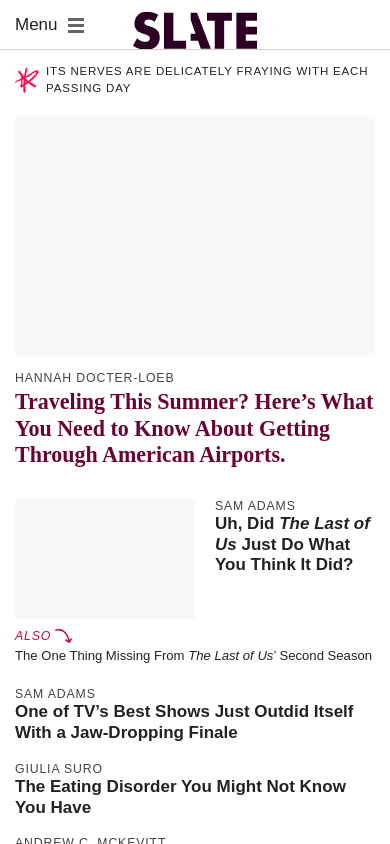 Menu
SLATE
ITS NERVES ARE DELICATELY FRAYING WITH EACH
PASSING DAY
HANNAH DOCTER-LOEB
Traveling This Summer? Here’s What
You Need to Know About Getting
Through American Airports.
SAM ADAMS
Uh, Did The Last of
Us Just Do What
You Think It Did?
ALSO
The One Thing Missing From The Last of Us’ Second Season
SAM ADAMS
One of TV’s Best Shows Just Outdid Itself
With a Jaw-Dropping Finale
GIULIA SURO
The Eating Disorder You Might Not Know
You Have
ANDREW C. MCKEVITT